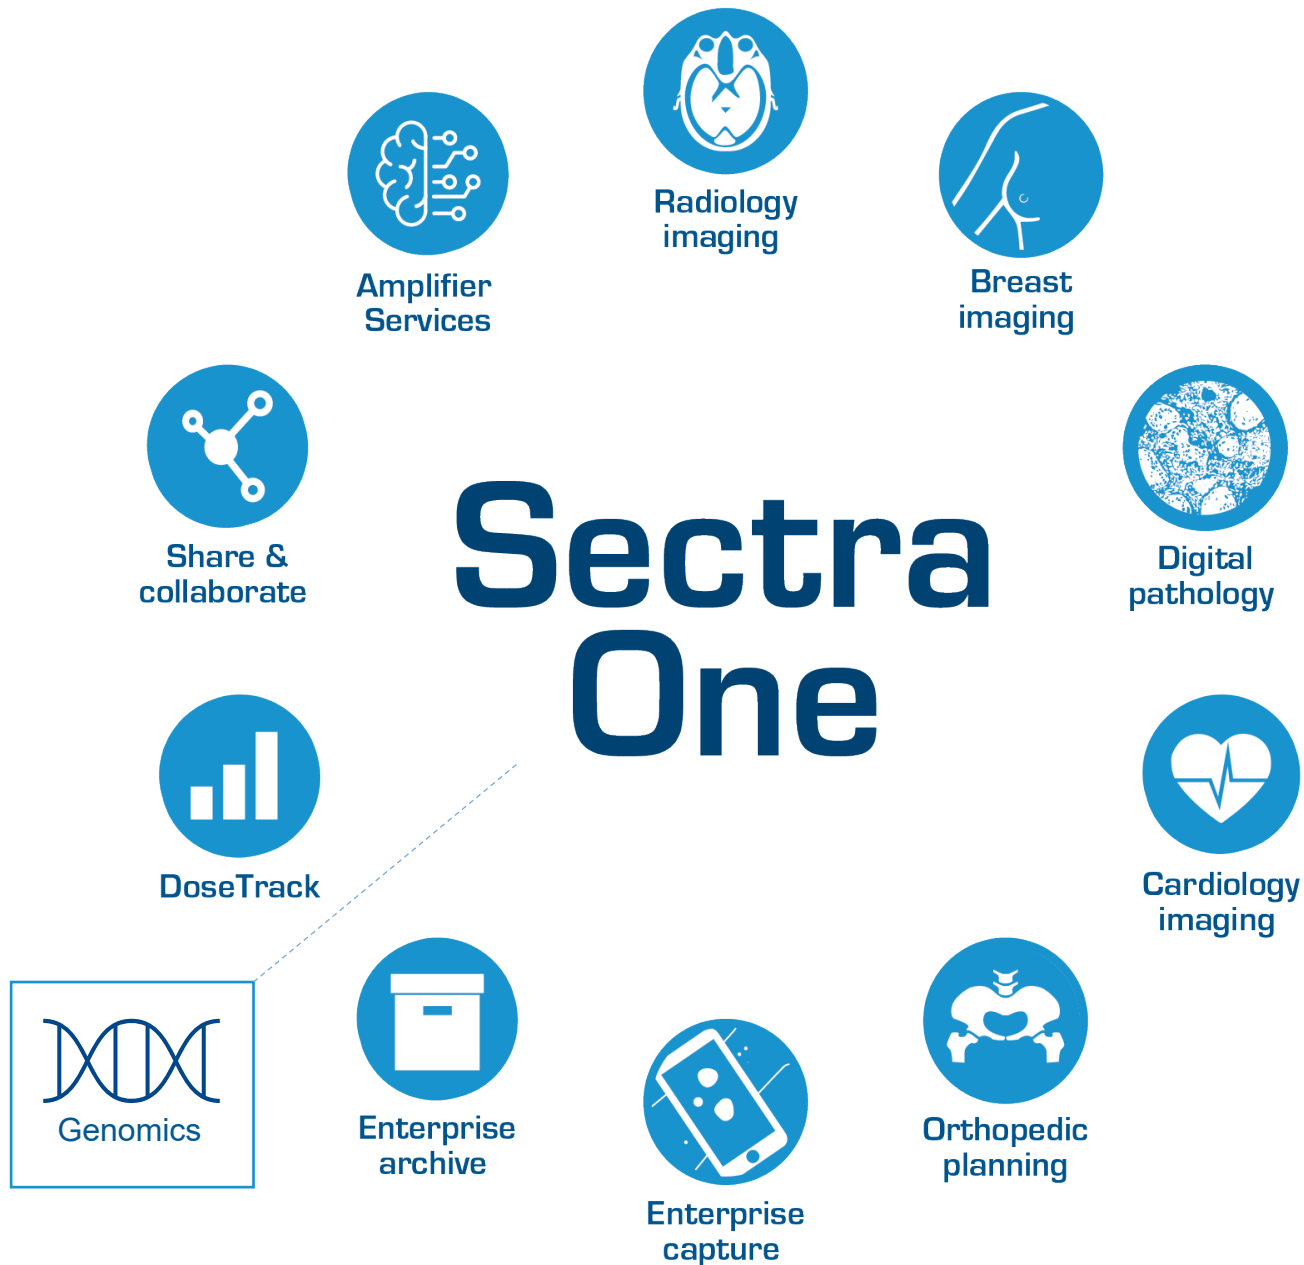 Radiology
imaging
Amplifier
Services
Breast
imaging
Share &
collaborate
Digital
pathology
Sectra
One
DoseTrack
Cardiology
imaging
Genomics
Enterprise
archive
Orthopedic
planning
Enterprise
capture